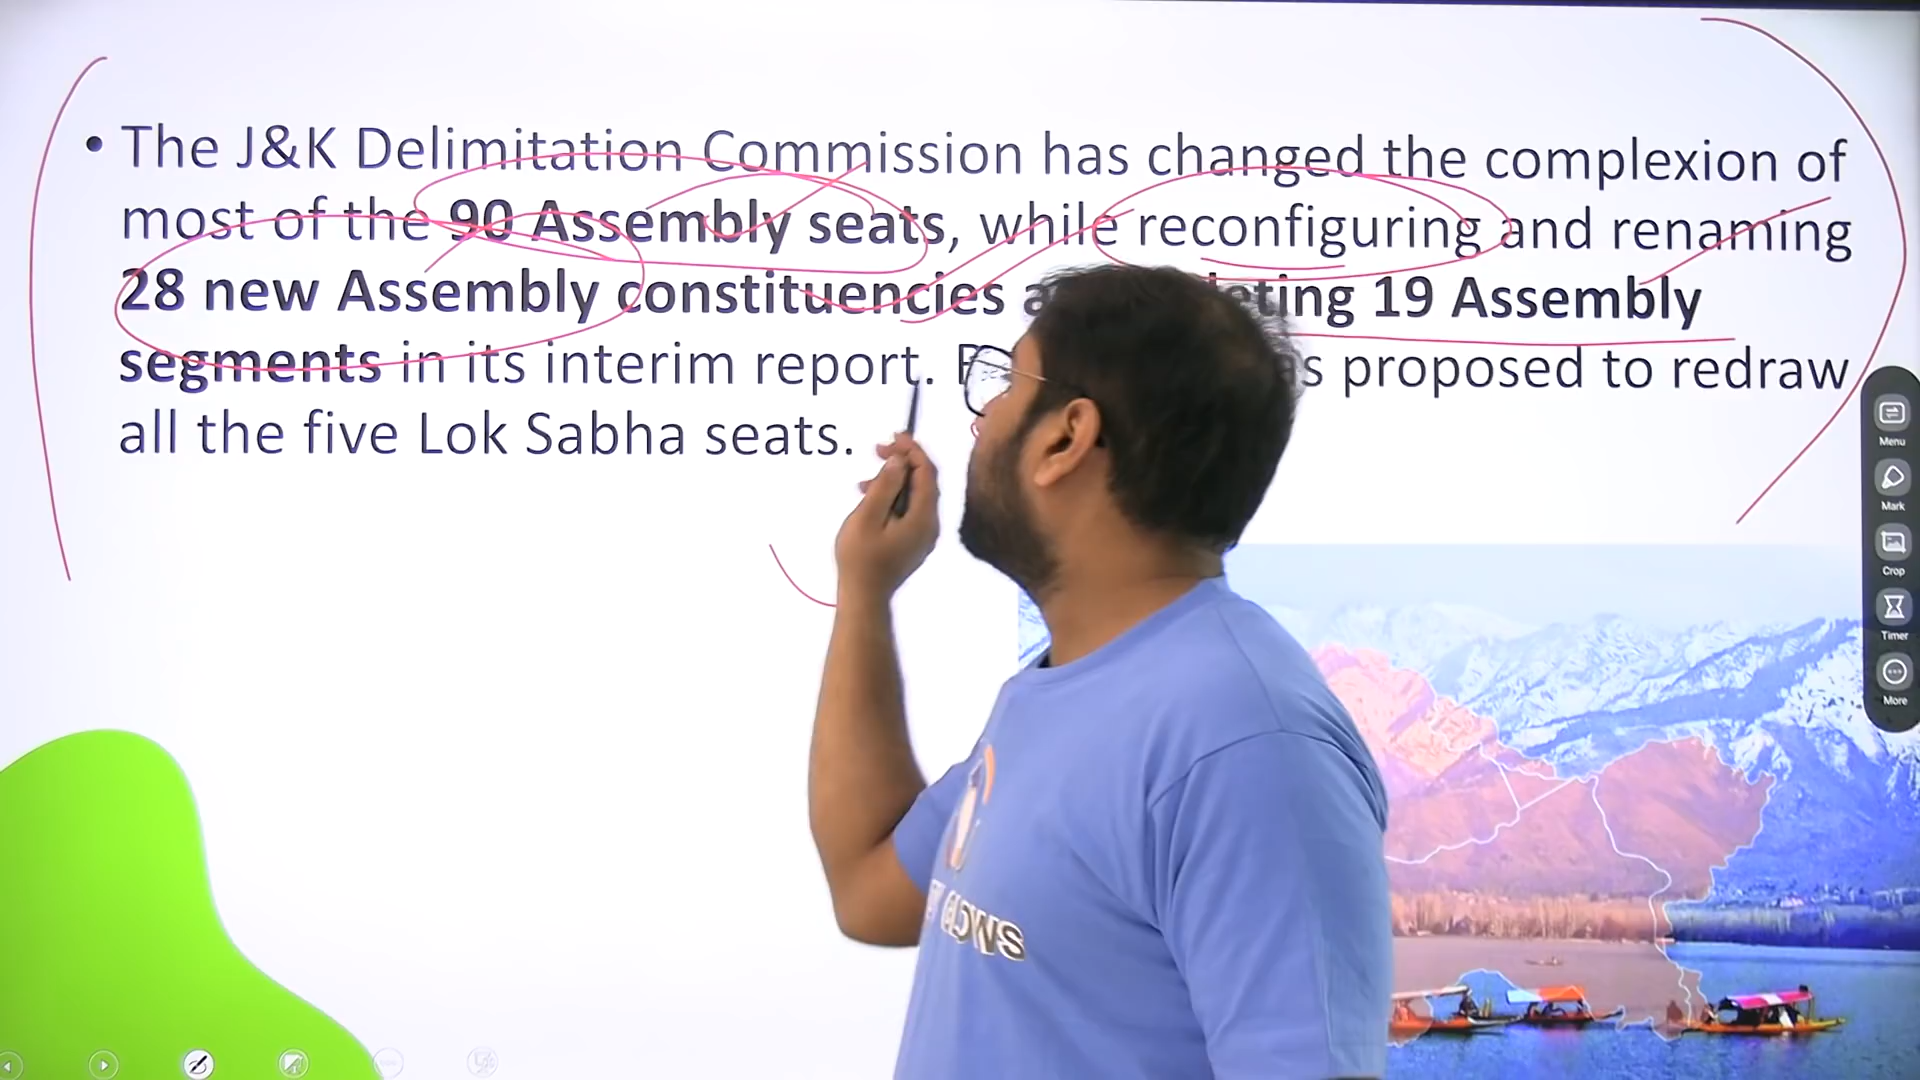 • The J&K Delimitation Commission has changed the complexion of
most of the 90 Assembly seats, while reconfiguring and renaming
28 new Assembly constituencies 19 Assembly
segments in its interim report. proposed to redraw
all the five Lok Sabha seats.
Menu
Mark
Crop
Timer
More